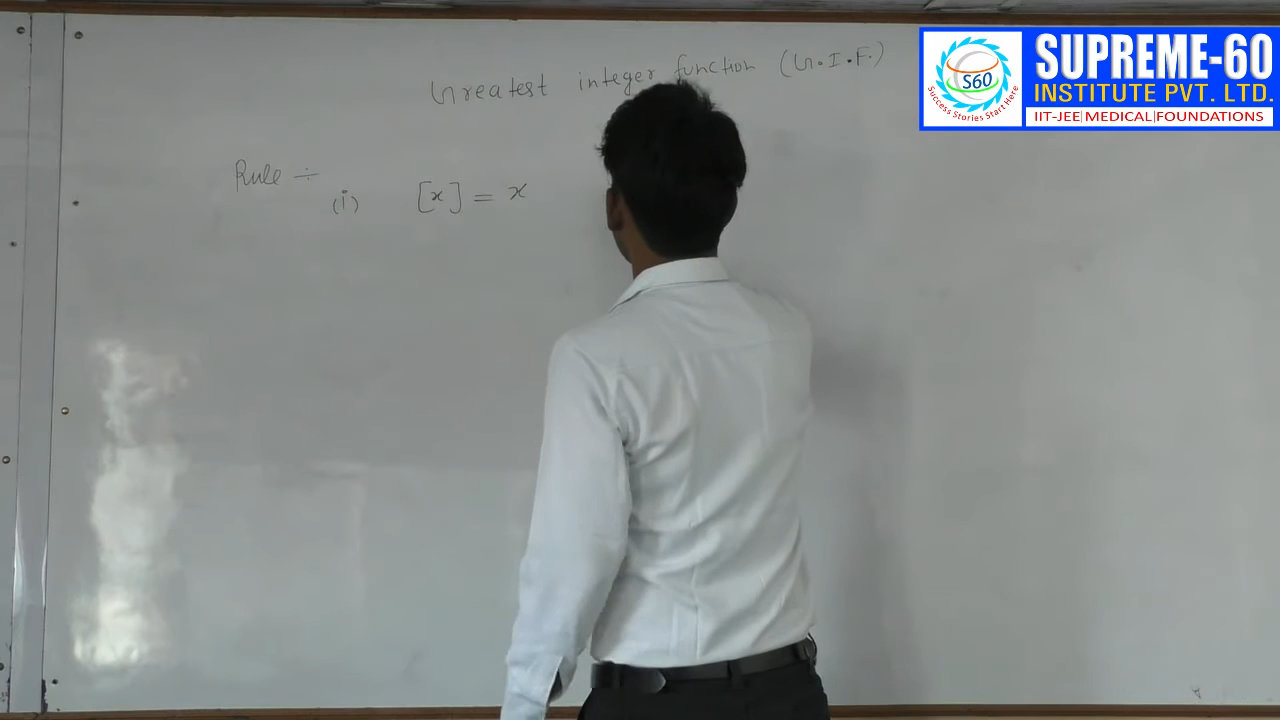 Greatest integer function (G.I.F.)
Rule ÷
(i) [x] = x
SUPREME-60
INSTITUTE PVT. LTD.
IIT-JEE|MEDICAL|FOUNDATIONS
S60
Success Stories Start Here